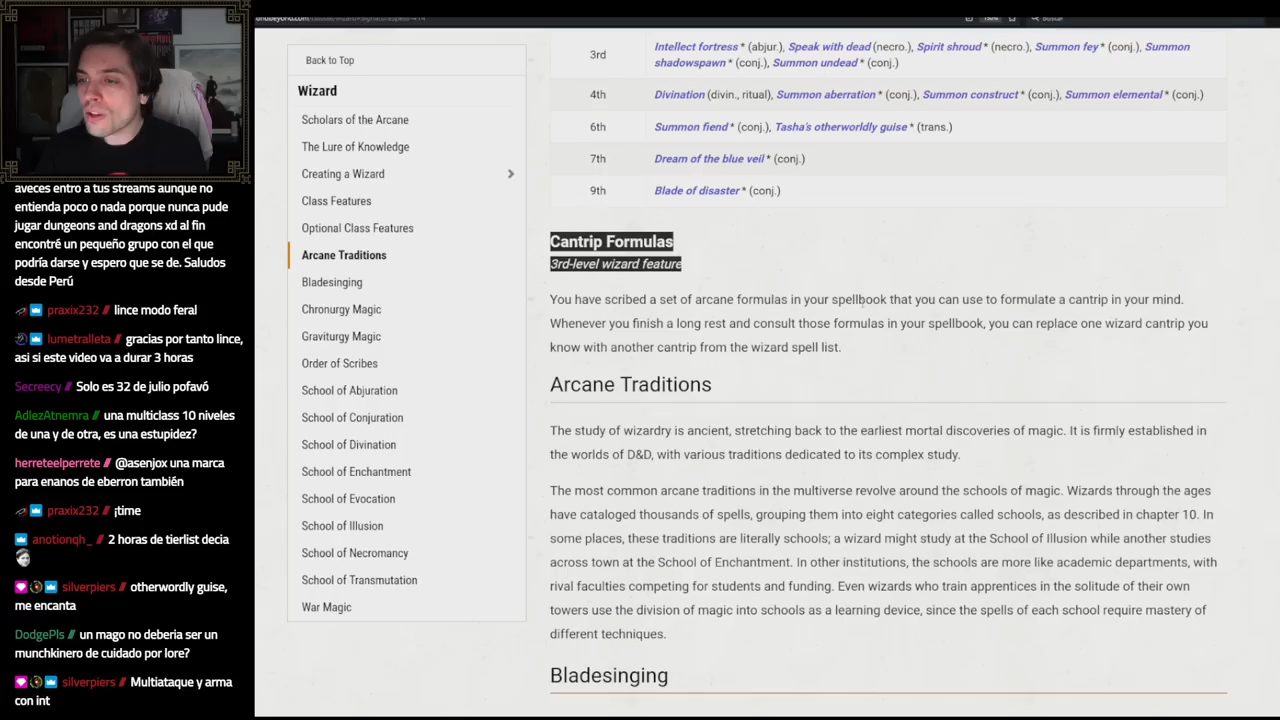 aveces entro a tus streams aunque no
entienda poco o nada porque nunca pude
jugar dungeons and dragons xd al fin
encontré un pequeño grupo con el que
podría darse y espero que se de. Saludos
desde Perú
praxix232 // lince modo feral
lumetralleta // gracias por tanto lince,
asi si este video va a durar 3 horas
Secreecy // Solo es 32 de julio pofavó
AdlezAtnemra // una multiclass 10 niveles
de una y de otra, es una estupidez?
herreteelperrete // @asenjox una marca
para enanos de eberron también
praxix232 // ¡time
anotionqh_ // 2 horas de tierlist decia
silverpiers // otherwordly guise,
me encanta
DodgePls // un mago no deberia ser un
munchkinero de cuidado por lore?
silverpiers // Multiataque y arma
con int
Back to Top
Wizard
Scholars of the Arcane
The Lure of Knowledge
Creating a Wizard
Class Features
Optional Class Features
Arcane Traditions
Bladesinging
Chronurgy Magic
Graviturgy Magic
Order of Scribes
School of Abjuration
School of Conjuration
School of Divination
School of Enchantment
School of Evocation
School of Illusion
School of Necromancy
School of Transmutation
War Magic
3rd Intellect fortress * (abjur.), Speak with dead (necro.), Spirit shroud * (necro.), Summon fey * (conj.), Summon
shadowspawn * (conj.), Summon undead * (conj.)
4th Divination (divin., ritual), Summon aberration * (conj.), Summon construct * (conj.), Summon elemental * (conj.)
6th Summon fiend * (conj.), Tasha's otherworldly guise * (trans.)
7th Dream of the blue veil * (conj.)
9th Blade of disaster * (conj.)
Cantrip Formulas
3rd-level wizard feature
You have scribed a set of arcane formulas in your spellbook that you can use to formulate a cantrip in your mind.
Whenever you finish a long rest and consult those formulas in your spellbook, you can replace one wizard cantrip you
know with another cantrip from the wizard spell list.
Arcane Traditions
The study of wizardry is ancient, stretching back to the earliest mortal discoveries of magic. It is firmly established in
the worlds of D&D, with various traditions dedicated to its complex study.
The most common arcane traditions in the multiverse revolve around the schools of magic. Wizards through the ages
have cataloged thousands of spells, grouping them into eight categories called schools, as described in chapter 10. In
some places, these traditions are literally schools; a wizard might study at the School of Illusion while another studies
across town at the School of Enchantment. In other institutions, the schools are more like academic departments, with
rival faculties competing for students and funding. Even wizards who train apprentices in the solitude of their own
towers use the division of magic into schools as a learning device, since the spells of each school require mastery of
different techniques.
Bladesinging